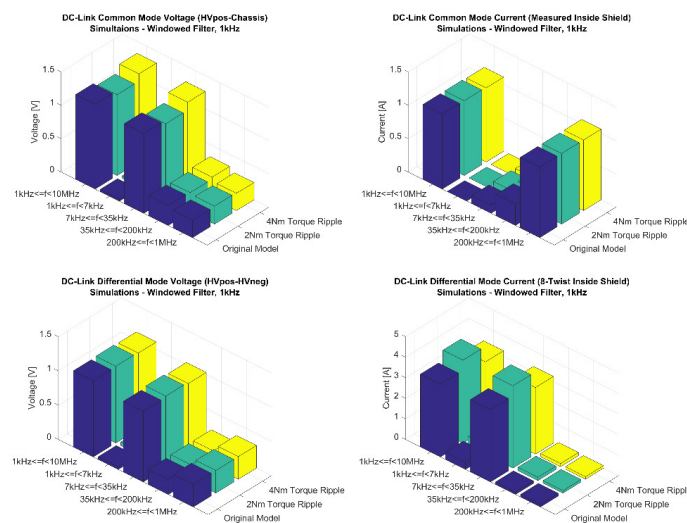 DC-Link Common Mode Voltage (HVpos-Chassis)
Simultaions - Windowed Filter, 1kHz
1.5
1
0.5
0
Voltage [V]
1kHz<=f<10MHz
1kHz<=f<7kHz
7kHz<=f<35kHz
35kHz<=f<200kHz
200kHz<=f<1MHz
4Nm Torque Ripple
2Nm Torque Ripple
Original Model
DC-Link Common Mode Current (Measured Inside Shield)
Simulations - Windowed Filter, 1kHz
1.5
1
0.5
0
Current [A]
1kHz<=f<10MHz
1kHz<=f<7kHz
7kHz<=f<35kHz
35kHz<=f<200kHz
200kHz<=f<1MHz
4Nm Torque Ripple
2Nm Torque Ripple
Original Model
DC-Link Differential Mode Voltage (HVpos-HVneg)
Simulations - Windowed Filter, 1kHz
1.5
1
0.5
0
Voltage [V]
1kHz<=f<10MHz
1kHz<=f<7kHz
7kHz<=f<35kHz
35kHz<=f<200kHz
200kHz<=f<1MHz
4Nm Torque Ripple
2Nm Torque Ripple
Original Model
DC-Link Differential Mode Current (8-Twist Inside Shield)
Simulations - Windowed Filter, 1kHz
5
4
3
2
1
0
Current [A]
1kHz<=f<10MHz
1kHz<=f<7kHz
7kHz<=f<35kHz
35kHz<=f<200kHz
200kHz<=f<1MHz
4Nm Torque Ripple
2Nm Torque Ripple
Original Model